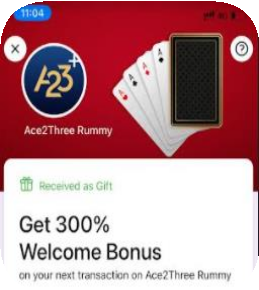 11:04
A23+
Ace2Three Rummy
Received as Gift
Get 300%
Welcome Bonus
on your next transaction on Ace2Three Rummy